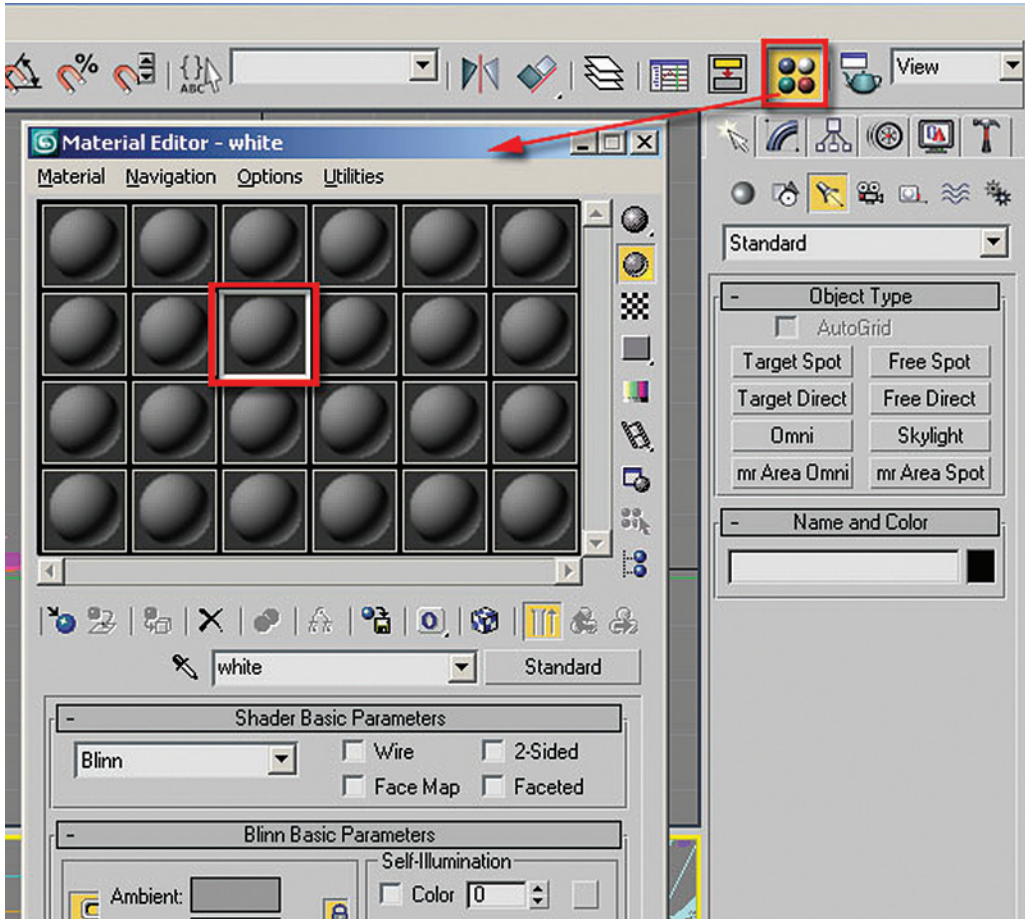 %
{}
ABC
View
Material Editor - white
Material Navigation Options Utilities
Standard
- Object Type
AutoGrid
Target Spot Free Spot
Target Direct Free Direct
Omni Skylight
mr Area Omni mr Area Spot
- Name and Color
0
white Standard
- Shader Basic Parameters
Blinn Wire 2-Sided
Face Map Faceted
- Blinn Basic Parameters
Self-Illumination
Ambient: Color 0